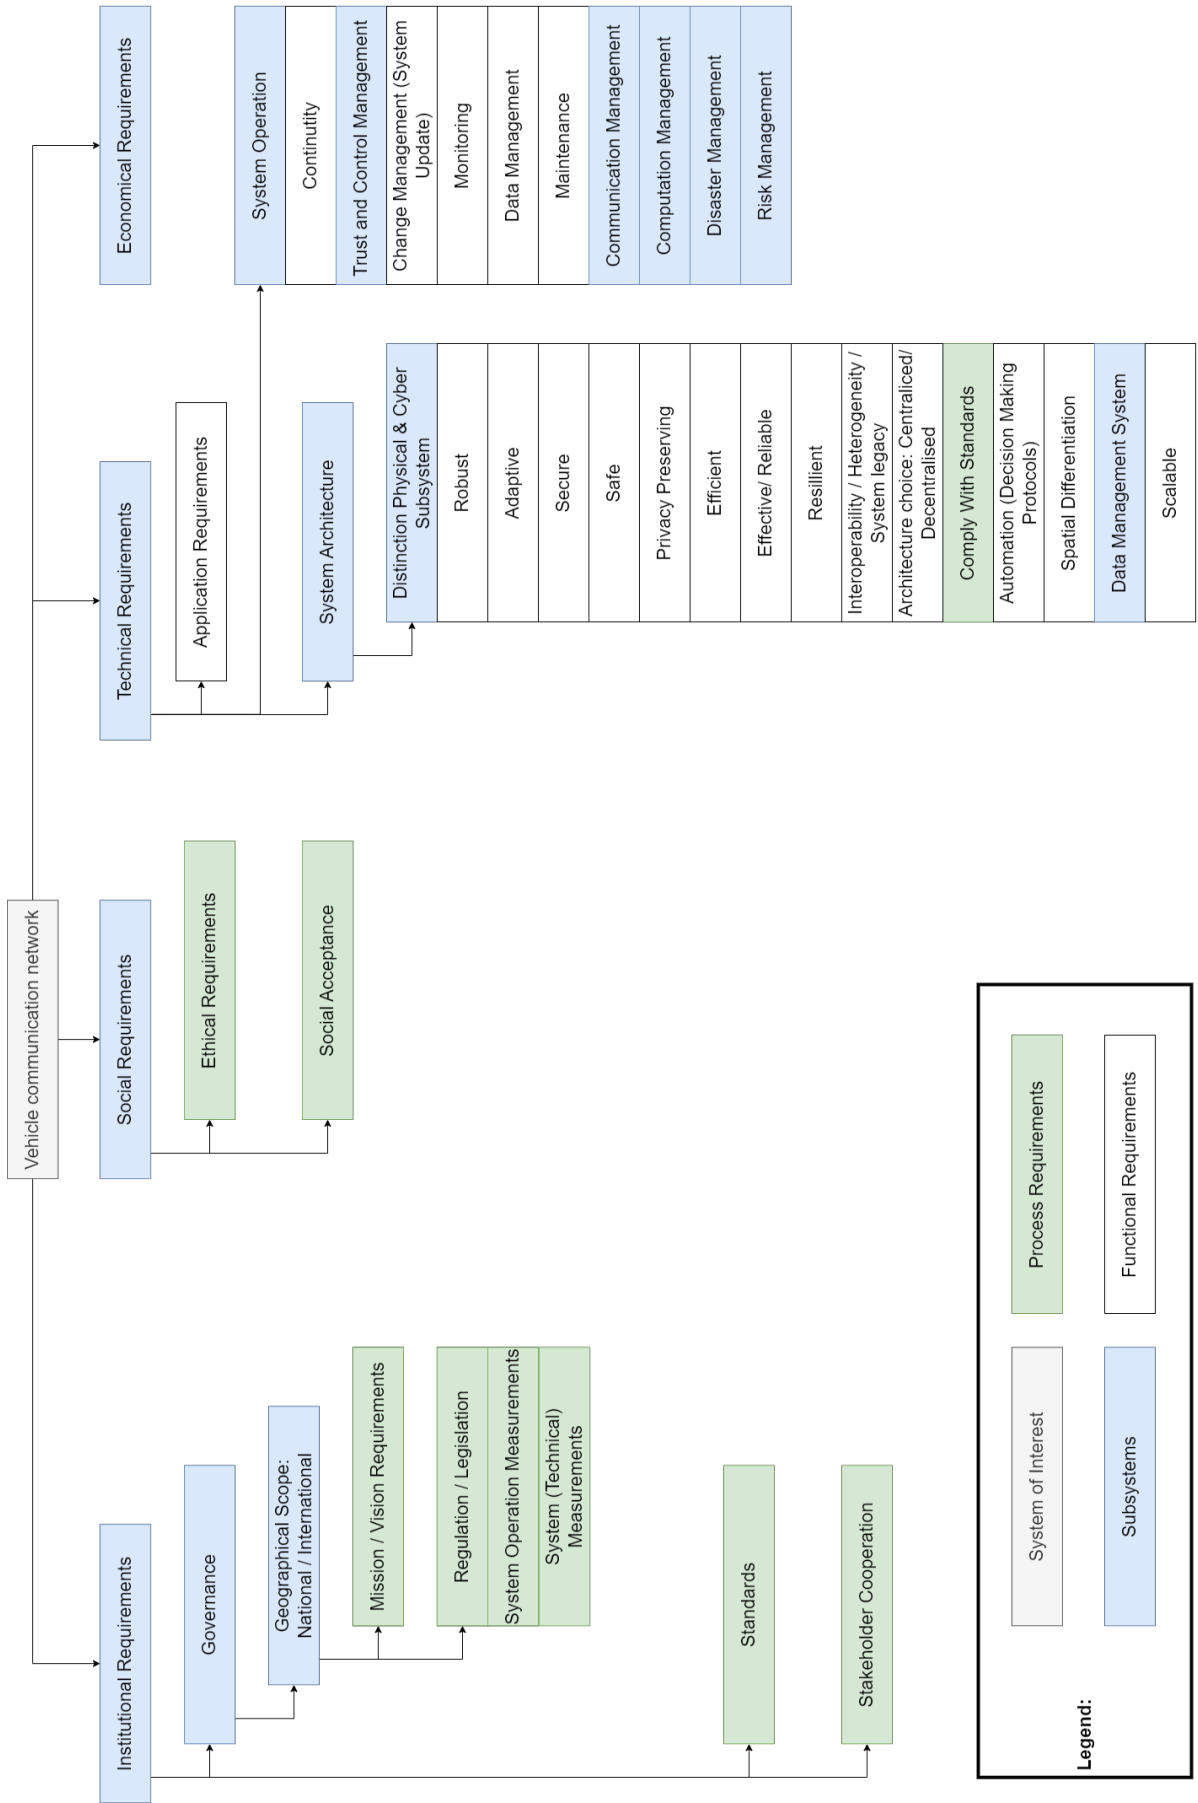 Vehicle communication network
Institutional Requirements
Governance
Geographical Scope:
National / International
Mission / Vision Requirements
Regulation / Legislation
System Operation Measurements
System (Technical)
Measurements
Standards
Stakeholder Cooperation
Social Requirements
Ethical Requirements
Social Acceptance
Technical Requirements
Application Requirements
System Architecture
Distinction Physical & Cyber
Subsystem
Robust
Adaptive
Secure
Safe
Privacy Preserving
Efficient
Effective/ Reliable
Resillient
Interoperability / Heterogeneity /
System legacy
Architecture choice: Centraliced/
Decentralised
Comply With Standards
Automation (Decision Making
Protocols)
Spatial Differentiation
Data Management System
Scalable
System Operation
Continutity
Trust and Control Management
Change Management (System
Update)
Monitoring
Data Management
Maintenance
Communication Management
Computation Management
Disaster Management
Risk Management
Economical Requirements
Legend:
System of Interest
Process Requirements
Subsystems
Functional Requirements